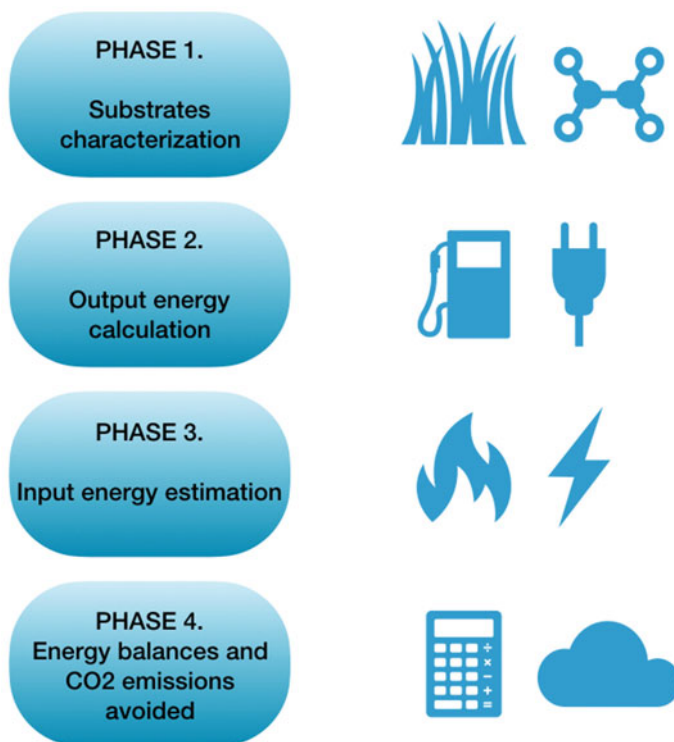 PHASE 1.
Substrates
characterization
PHASE 2.
Output energy
calculation
PHASE 3.
Input energy estimation
PHASE 4.
Energy balances and
CO2 emissions
avoided
÷
×
−
+
=